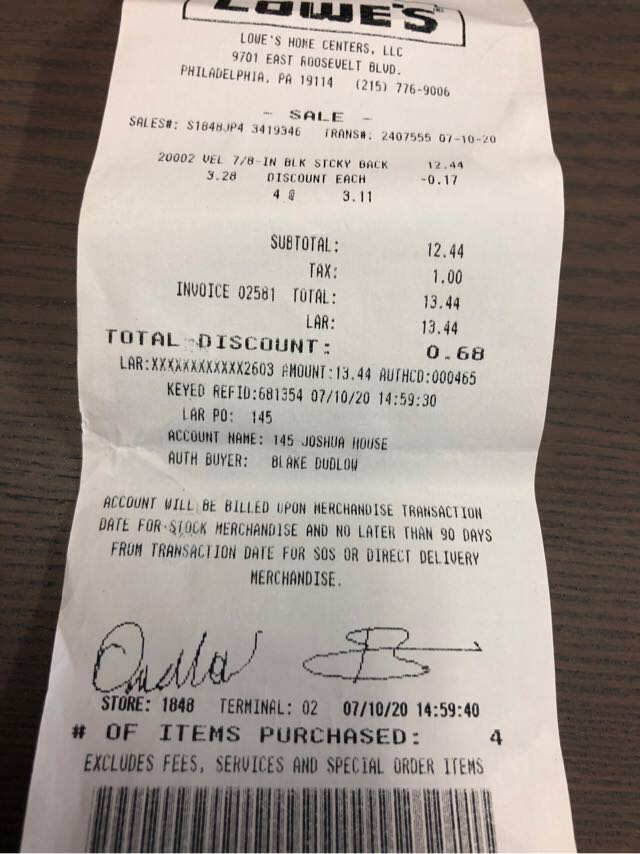 LOWE'S
LOWE'S HOME CENTERS, LLC
9701 EAST ROOSEVELT BLVD.
PHILADELPHIA, PA 19114 (215) 776-9006
- SALE -
SALES#: S1848JP4 3419346 TRANS#: 2407555 07-10-20
20002 VEL 7/8-IN BLK STCKY BACK 12.44
3.28 DISCOUNT EACH -0.17
4 @ 3.11
SUBTOTAL: 12.44
TAX: 1.00
INVOICE 02581 TOTAL: 13.44
LAR: 13.44
TOTAL DISCOUNT: 0.68
LAR:XXXXXXXXXXXX2603 AMOUNT:13.44 AUTHCD:000465
KEYED REFID:681354 07/10/20 14:59:30
LAR PO: 145
ACCOUNT NAME: 145 JOSHUA HOUSE
AUTH BUYER: BLAKE DUDLOW
ACCOUNT WILL BE BILLED UPON MERCHANDISE TRANSACTION
DATE FOR STOCK MERCHANDISE AND NO LATER THAN 90 DAYS
FROM TRANSACTION DATE FOR SOS OR DIRECT DELIVERY
MERCHANDISE.
STORE: 1848 TERMINAL: 02 07/10/20 14:59:40
# OF ITEMS PURCHASED: 4
EXCLUDES FEES, SERVICES AND SPECIAL ORDER ITEMS